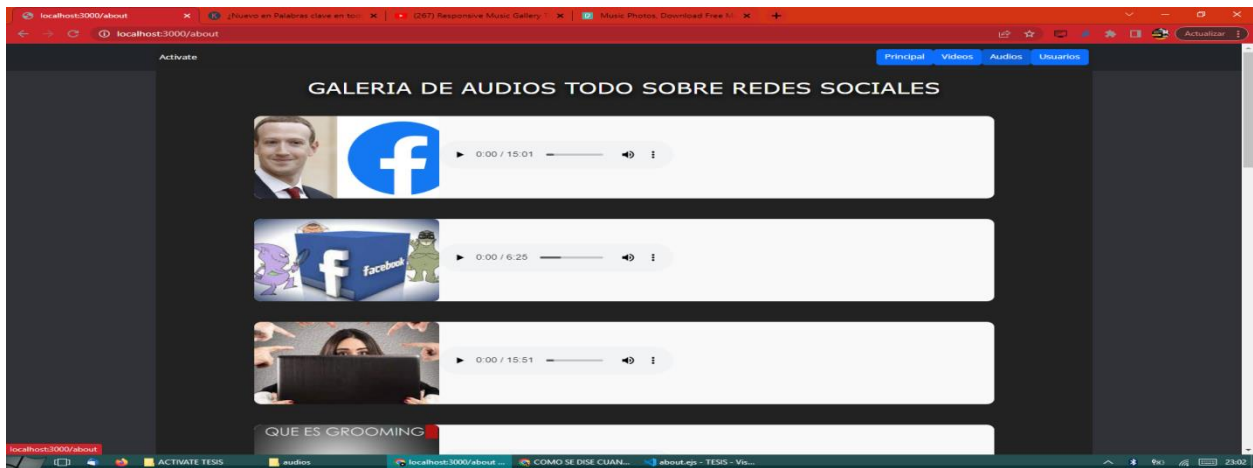 localhost:3000/about
¿Nuevo en Palabras clave en to
(267) Responsive Music Gallery
Music Photos, Download Free M
localhost:3000/about
Actualizar
Activate
Principal Videos Audios Usuarios
GALERIA DE AUDIOS TODO SOBRE REDES SOCIALES
0:00 / 15:01
facebook
0:00 / 6:25
0:00 / 15:51
QUE ES GROOMING
localhost:3000/about
ACTIVATE TESIS
audios
localhost:3000/about ...
COMO SE DISE CUAN...
about.ejs - TESIS - Vis...
23:02